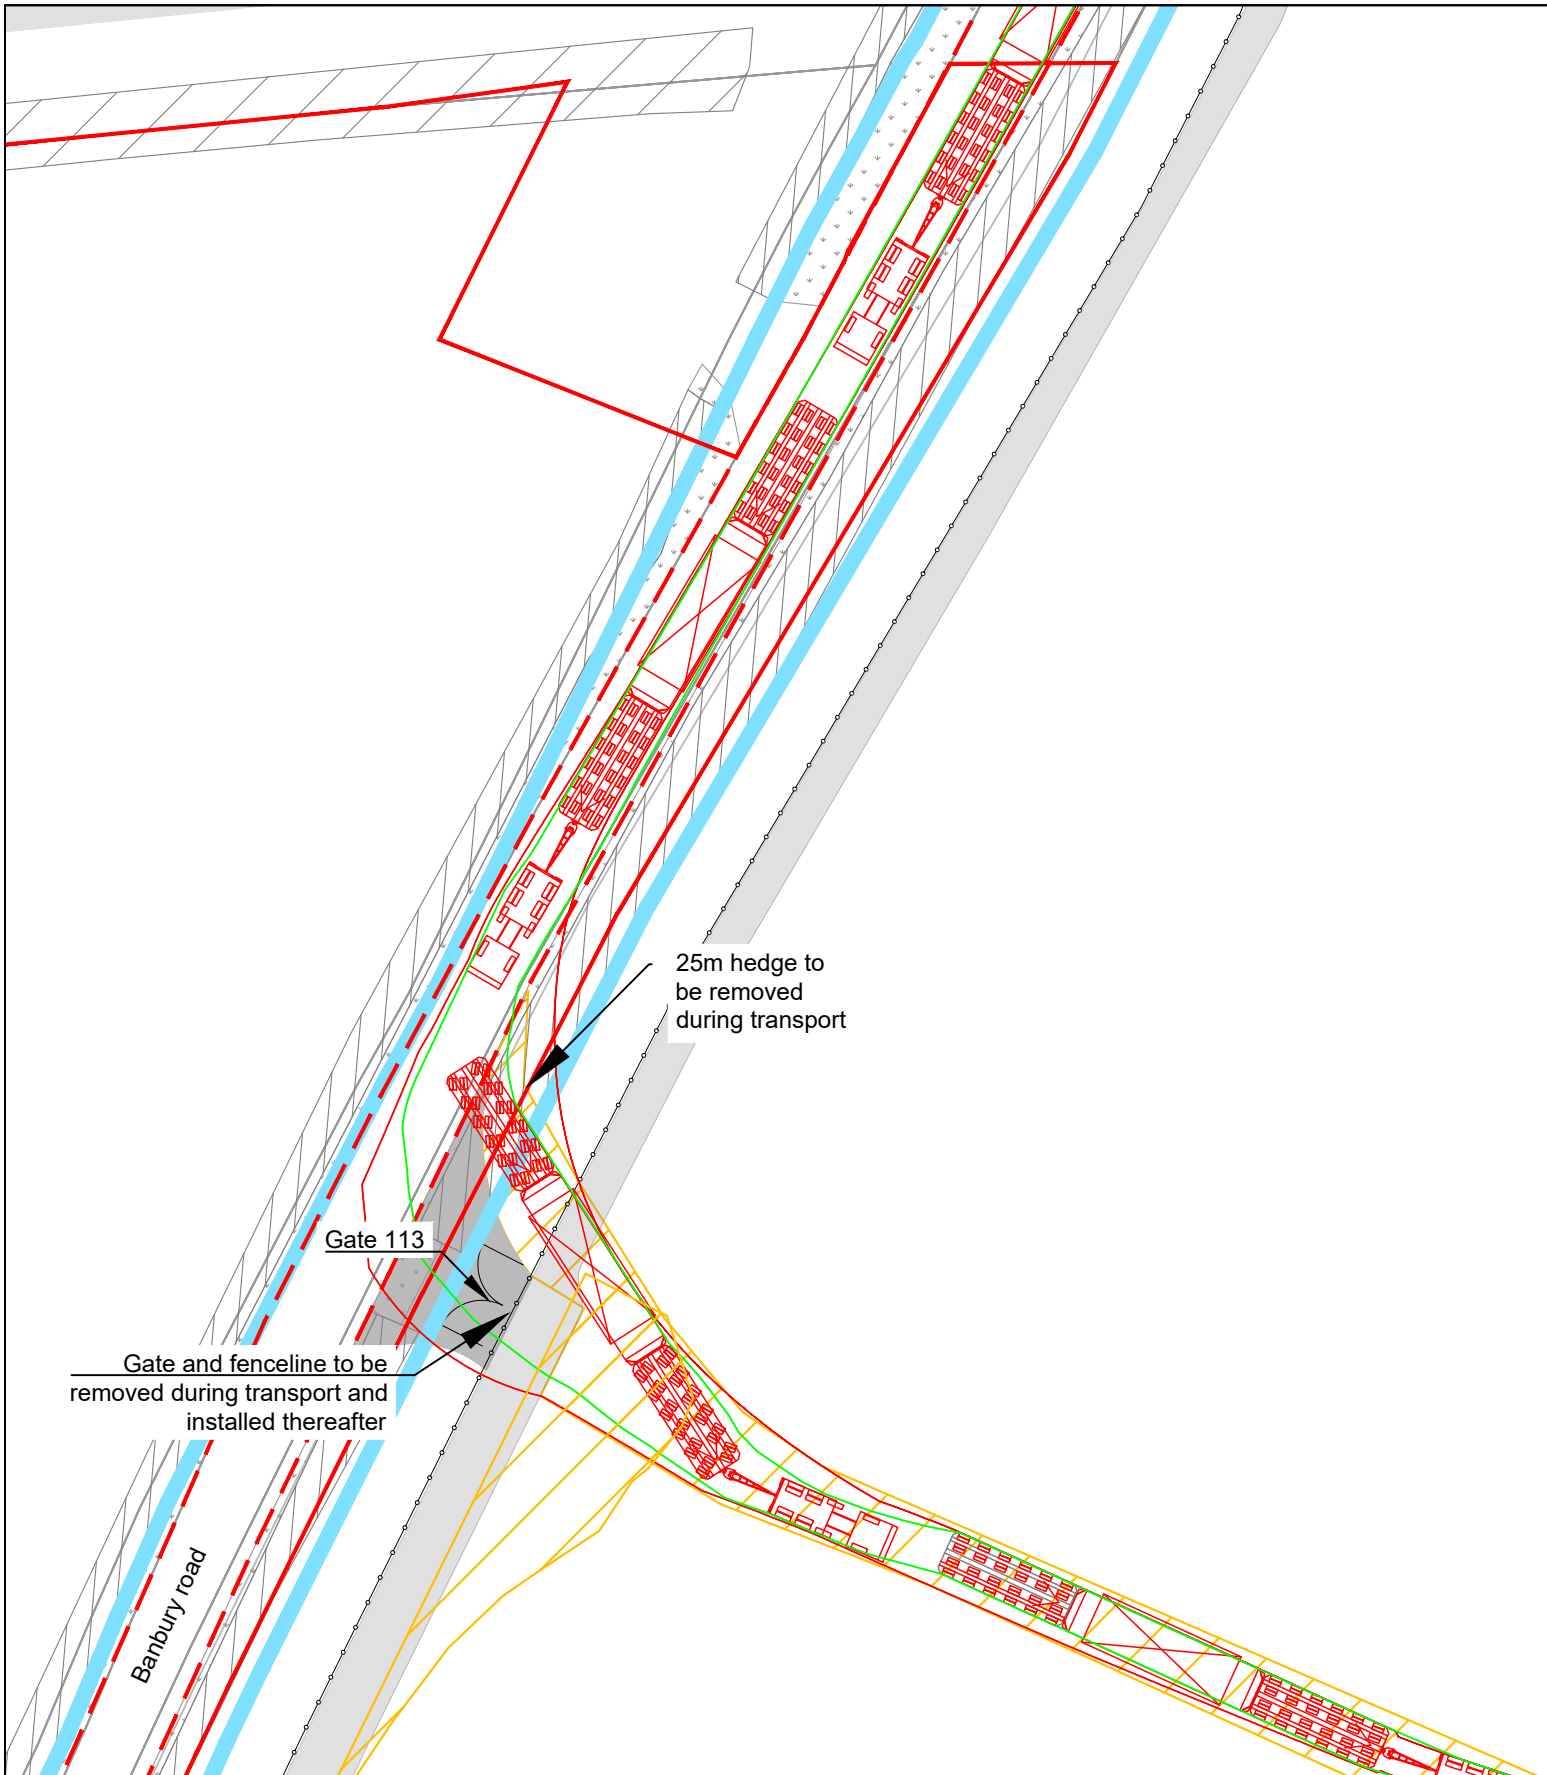 25m hedge to
be removed
during transport
Gate 113
Gate and fenceline to be
removed during transport and
installed thereafter
Banbury road